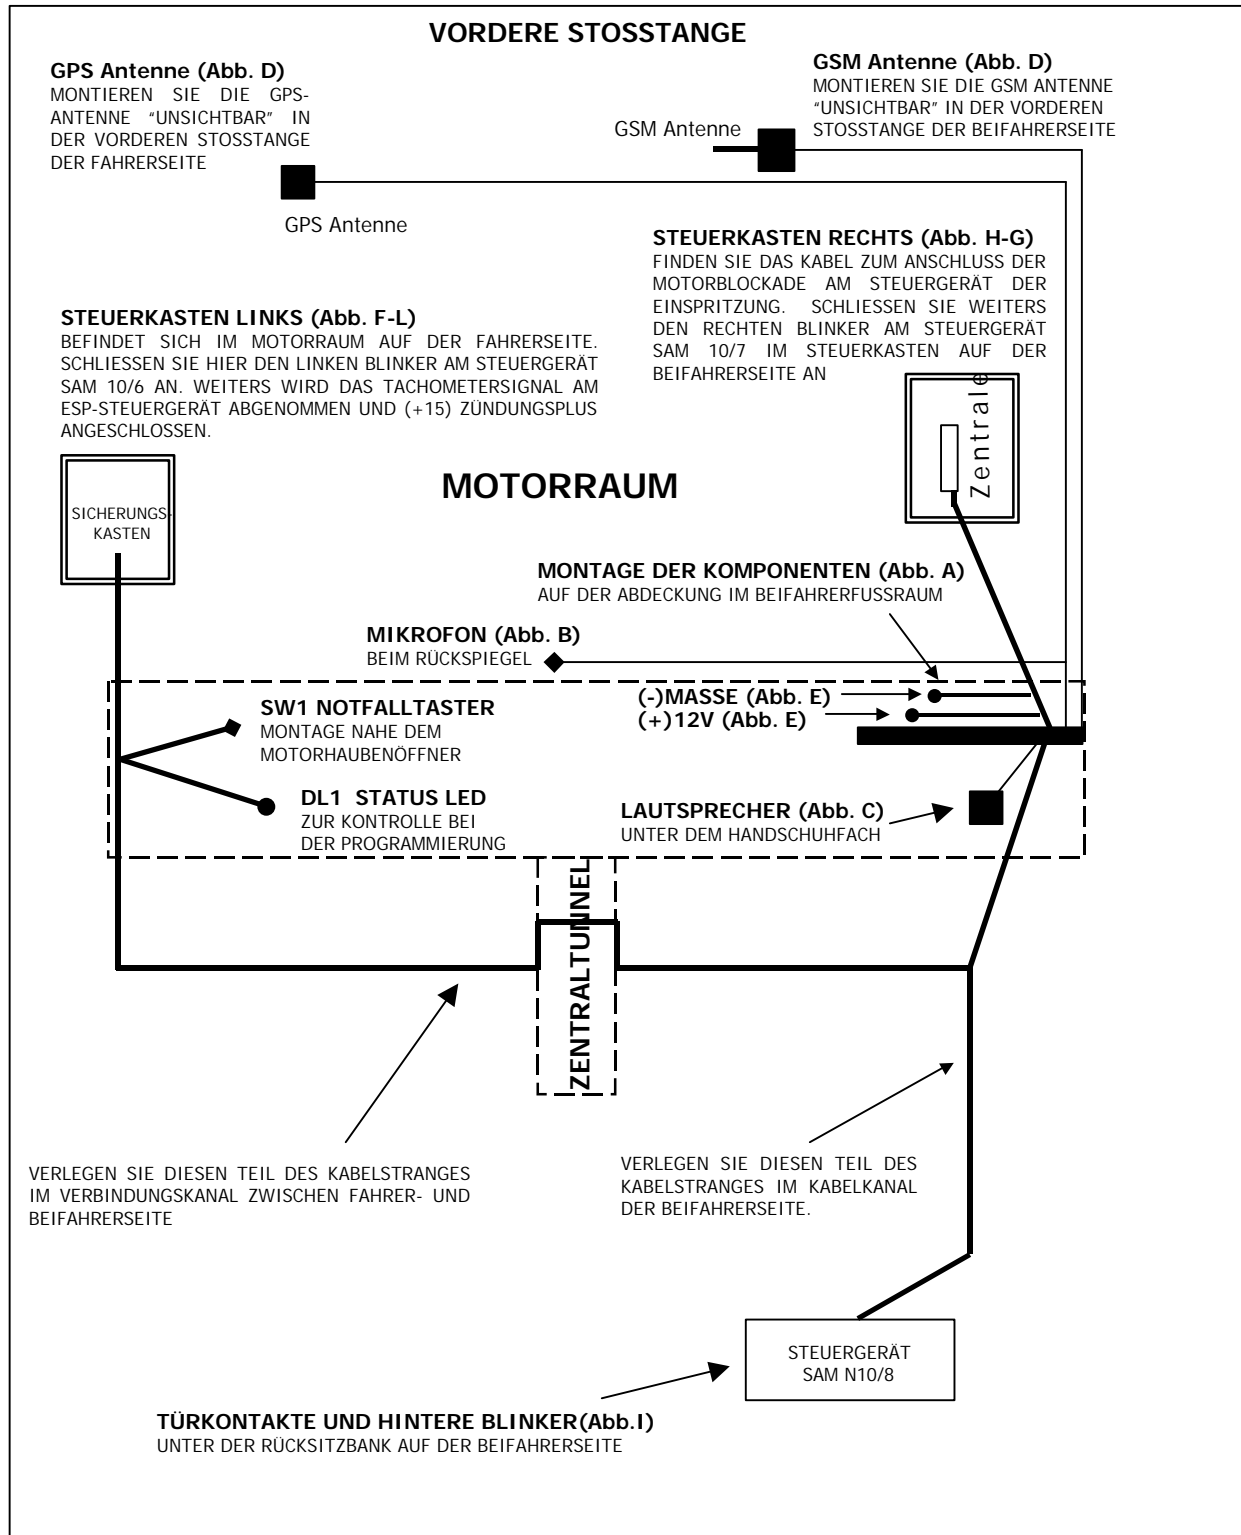 VORDERE STOSSTANGE
GPS Antenne (Abb. D)
MONTIEREN SIE DIE GPS-
ANTENNE "UNSICHTBAR" IN
DER VORDEREN STOSSTANGE
DER FAHRERSEITE
GSM Antenne (Abb. D)
MONTIEREN SIE DIE GSM ANTENNE
"UNSICHTBAR" IN DER VORDEREN
STOSSTANGE DER BEIFAHRERSEITE
GSM Antenne
GPS Antenne
STEUERKASTEN RECHTS (Abb. H-G)
FINDEN SIE DAS KABEL ZUM ANSCHLUSS DER
MOTORBLOCKADE AM STEUERGERÄT DER
EINSPRITZUNG. SCHLIESSEN SIE WEITERS
DEN RECHTEN BLINKER AM STEUERGERÄT
SAM 10/7 IM STEUERKASTEN AUF DER
BEIFAHRERSEITE AN
STEUERKASTEN LINKS (Abb. F-L)
BEFINDET SICH IM MOTORRAUM AUF DER FAHRERSEITE.
SCHLIESSEN SIE HIER DEN LINKEN BLINKER AM STEUERGERÄT
SAM 10/6 AN. WEITERS WIRD DAS TACHOMETERSIGNAL AM
ESP-STEUERGERÄT ABGENOMMEN UND (+15) ZÜNDUNGSPLUS
ANGESCHLOSSEN.
Zentrale
MOTORRAUM
SICHERUNGS-
KASTEN
MONTAGE DER KOMPONENTEN (Abb. A)
AUF DER ABDECKUNG IM BEIFAHRERFUSSRAUM
MIKROFON (Abb. B)
BEIM RÜCKSPIEGEL
(-)MASSE (Abb. E)
(+)12V (Abb. E)
SW1 NOTFALLTASTER
MONTAGE NAHE DEM
MOTORHAUBENÖFFNER
DL1 STATUS LED
ZUR KONTROLLE BEI
DER PROGRAMMIERUNG
LAUTSPRECHER (Abb. C)
UNTER DEM HANDSCHUHFACH
ZENTRALTUNNEL
VERLEGEN SIE DIESEN TEIL DES KABELSTRANGES
IM VERBINDUNGSKANAL ZWISCHEN FAHRER- UND
BEIFAHRERSEITE
VERLEGEN SIE DIESEN TEIL DES
KABELSTRANGES IM KABELKANAL
DER BEIFAHRERSEITE.
STEUERGERÄT
SAM N10/8
TÜRKONTAKTE UND HINTERE BLINKER(Abb.I)
UNTER DER RÜCKSITZBANK AUF DER BEIFAHRERSEITE